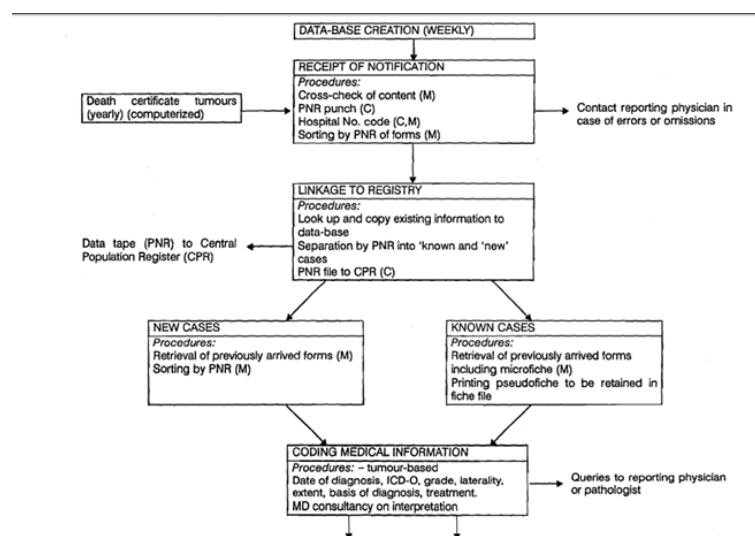 DATA-BASE CREATION (WEEKLY)
RECEIPT OF NOTIFICATION
Procedures:
Cross-check of content (M)
PNR punch (C)
Hospital No. code (C,M)
Sorting by PNR of forms (M)
Death certificate tumours
(yearly) (computerized)
Contact reporting physician in
case of errors or omissions
LINKAGE TO REGISTRY
Procedures:
Look up and copy existing information to
data-base
Separation by PNR into 'known and 'new'
cases
PNR file to CPR (C)
Data tape (PNR) to Central
Population Register (CPR)
NEW CASES
Procedures:
Retrieval of previously arrived forms (M)
Sorting by PNR (M)
KNOWN CASES
Procedures:
Retrieval of previously arrived forms
including microfiche (M)
Printing pseudofiche to be retained in
fiche file
CODING MEDICAL INFORMATION
Procedures: – tumour-based
Date of diagnosis, ICD-O, grade, laterality,
extent, basis of diagnosis, treatment.
MD consultancy on interpretation
Queries to reporting physician
or pathologist